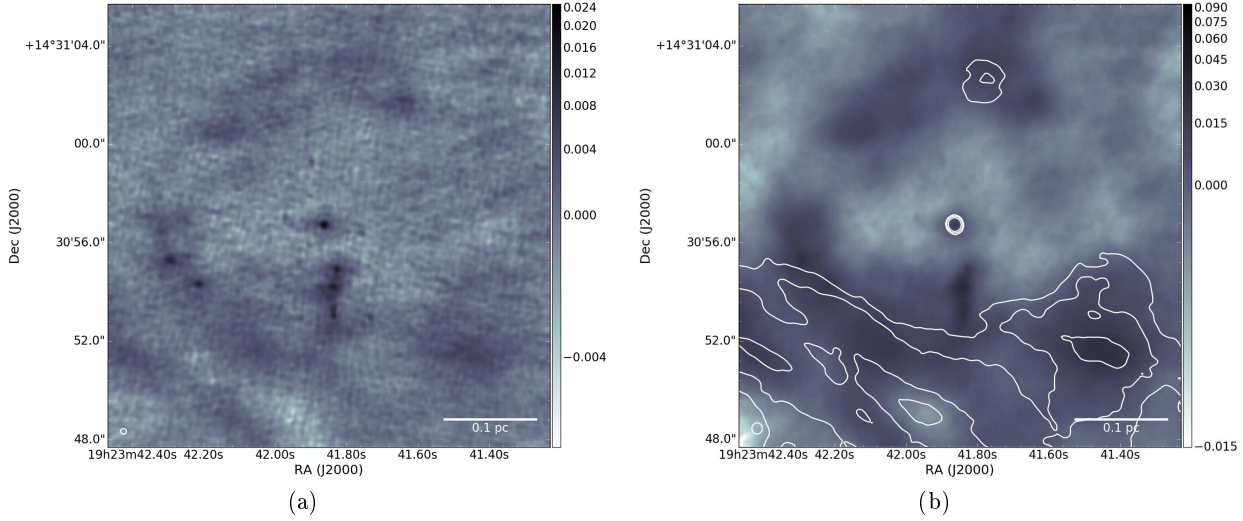 0.024
0.020
0.016
0.012
0.008
0.004
0.000
−0.004
+14°31'04.0"
00.0"
30'56.0"
52.0"
48.0"
Dec (J2000)
0.1 pc
19h23m42.40s 42.20s 42.00s 41.80s 41.60s 41.40s
RA (J2000)
(a)
0.090
0.075
0.060
0.045
0.030
0.015
0.000
−0.015
+14°31'04.0"
00.0"
30'56.0"
52.0"
48.0"
Dec (J2000)
0.1 pc
19h23m42.40s 42.20s 42.00s 41.80s 41.60s 41.40s
RA (J2000)
(b)